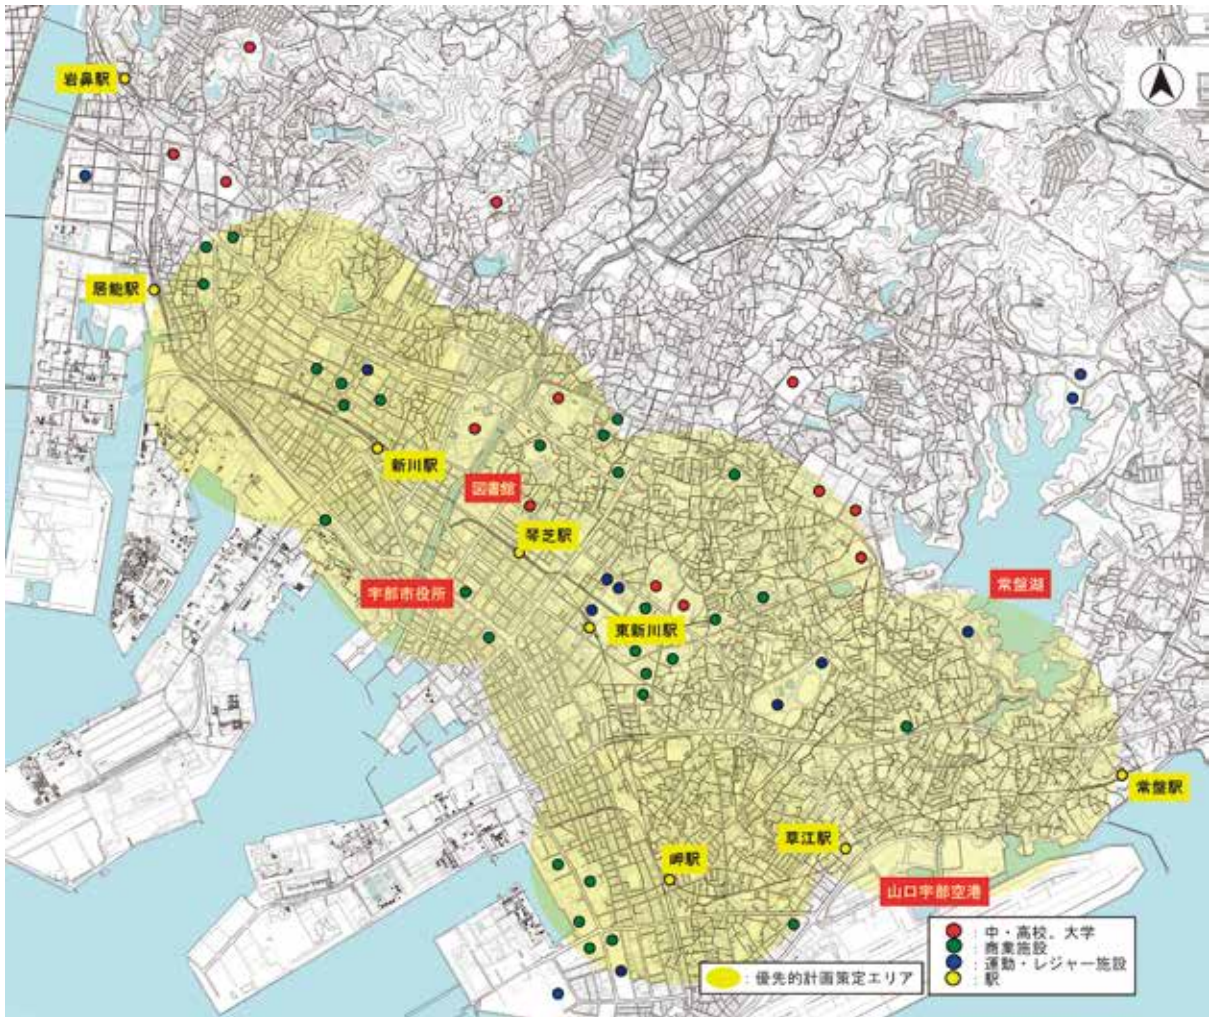 N
岩鼻駅
居能駅
新川駅
図書館
琴芝駅
宇部市役所
東新川駅
常盤湖
常盤駅
草江駅
岬駅
山口宇部空港
：中・高校、大学
：商業施設
：運動・レジャー施設
：駅
：優先的計画策定エリア